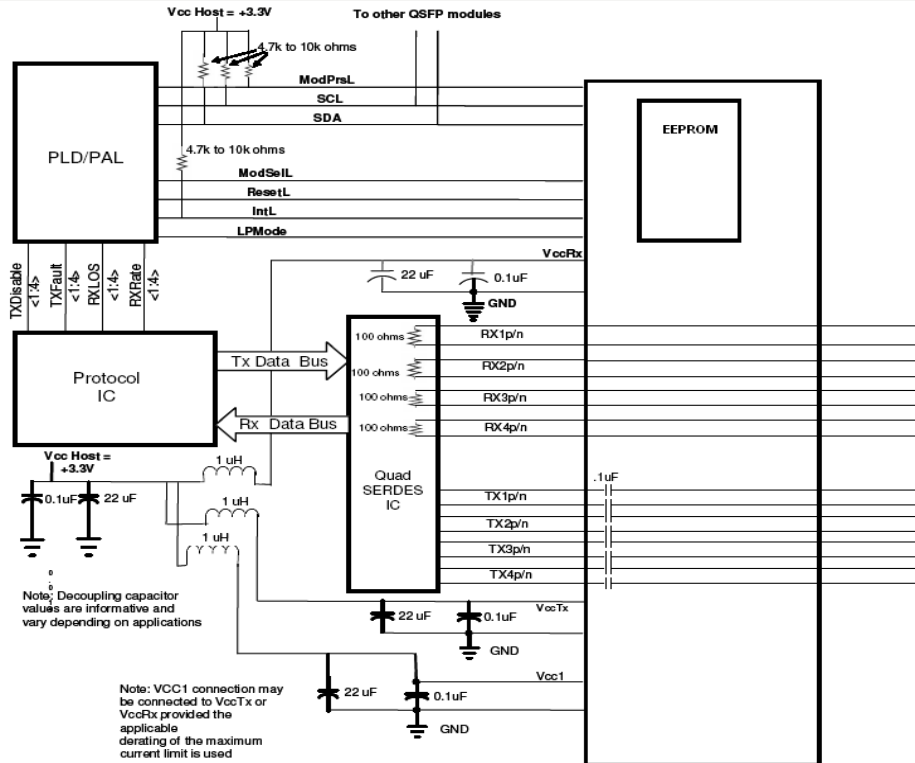 Vcc Host = +3.3V
To other QSFP modules
4.7k to 10k ohms
ModPrsL
SCL
SDA
EEPROM
PLD/PAL
4.7k to 10k ohms
ModSelL
ResetL
IntL
LPMode
VccRx
TXDisable
<1:4>
TXFault
<1:4>
RXLOS
<1:4>
RXRate
<1:4>
22 uF
0.1uF
GND
100 ohms
RX1p/n
Tx Data Bus
100 ohms
RX2p/n
Protocol
IC
100 ohms
RX3p/n
Rx Data Bus
100 ohms
RX4p/n
Vcc Host =
+3.3V
1 uH
0.1uF
22 uF
1 uH
1 uH
Quad
SERDES
IC
.1uF
TX1p/n
TX2p/n
TX3p/n
TX4p/n
Note: Decoupling capacitor
values are informative and
vary depending on applications
22 uF
0.1uF
VccTx
GND
Vcc1
Note: VCC1 connection may
be connected to VccTx or
VccRx provided the
applicable
derating of the maximum
current limit is used
22 uF
0.1uF
GND